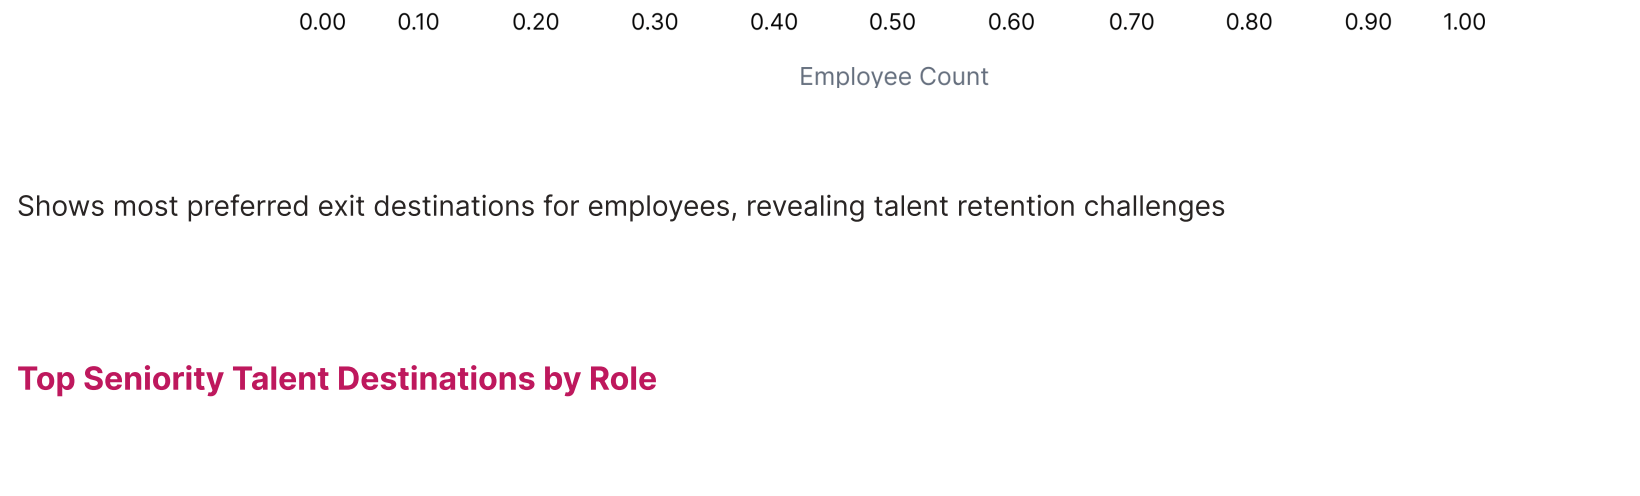 0.00 0.10 0.20 0.30 0.40 0.50 0.60 0.70 0.80 0.90 1.00
Employee Count
Shows most preferred exit destinations for employees, revealing talent retention challenges
Top Seniority Talent Destinations by Role